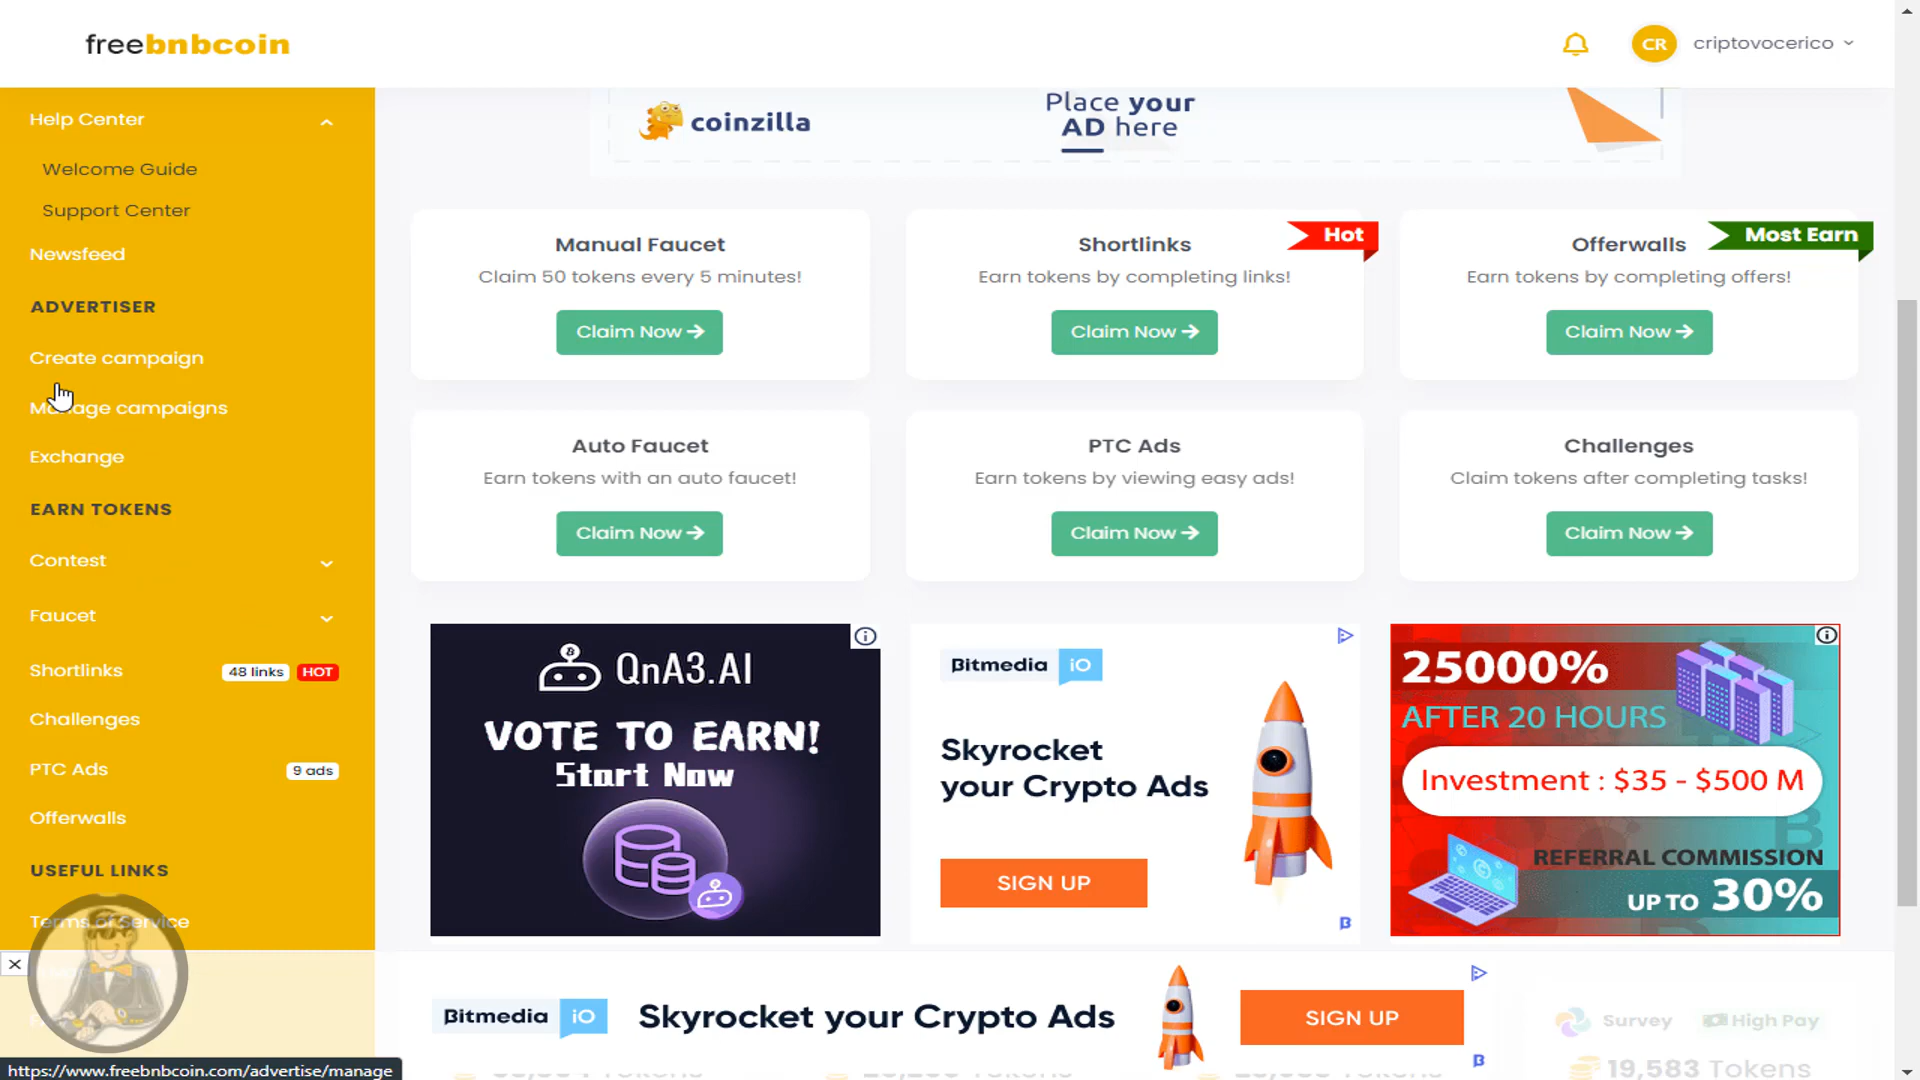 freebnbcoin
CR
criptovocerico
Help Center
Welcome Guide
Support Center
Newsfeed
ADVERTISER
Create campaign
Manage campaigns
Exchange
EARN TOKENS
Contest
Faucet
Shortlinks
48 links
HOT
Challenges
PTC Ads
9 ads
Offerwalls
USEFUL LINKS
Terms of Service
https://www.freebnbcoin.com/advertise/manage
coinzilla
Place your
AD here
Manual Faucet
Claim 50 tokens every 5 minutes!
Claim Now
Shortlinks
Hot
Earn tokens by completing links!
Claim Now
Offerwalls
Most Earn
Earn tokens by completing offers!
Claim Now
Auto Faucet
Earn tokens with an auto faucet!
Claim Now
PTC Ads
Earn tokens by viewing easy ads!
Claim Now
Challenges
Claim tokens after completing tasks!
Claim Now
QnA3.AI
VOTE TO EARN!
Start Now
Bitmedia iO
Skyrocket
your Crypto Ads
SIGN UP
25000%
AFTER 20 HOURS
Investment : $35 - $500 M
REFERRAL COMMISSION
UP TO 30%
Bitmedia iO
Skyrocket your Crypto Ads
SIGN UP
Survey
High Pay
19,583 Tokens